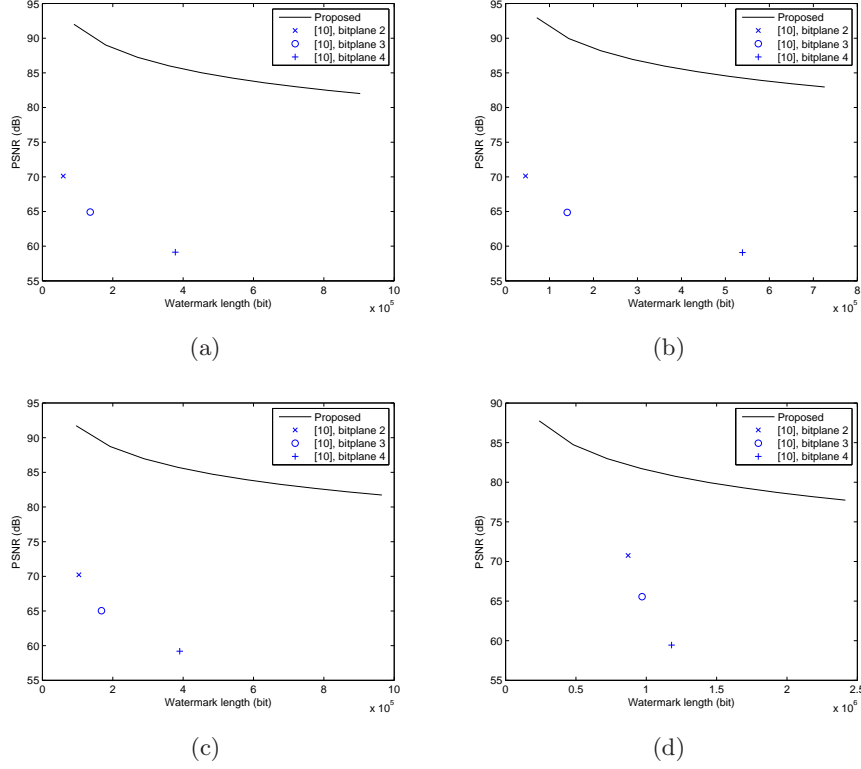 95
90
85
80
75
70
65
60
55
PSNR (dB)
0
2
4
6
8
10
x 10^5
Watermark length (bit)
Proposed
[10], bitplane 2
[10], bitplane 3
[10], bitplane 4
(a)
95
90
85
80
75
70
65
60
55
PSNR (dB)
0
1
2
3
4
5
6
7
8
x 10^5
Watermark length (bit)
Proposed
[10], bitplane 2
[10], bitplane 3
[10], bitplane 4
(b)
95
90
85
80
75
70
65
60
55
PSNR (dB)
0
2
4
6
8
10
x 10^5
Watermark length (bit)
Proposed
[10], bitplane 2
[10], bitplane 3
[10], bitplane 4
(c)
90
85
80
75
70
65
60
55
PSNR (dB)
0
0.5
1
1.5
2
2.5
x 10^6
Watermark length (bit)
Proposed
[10], bitplane 2
[10], bitplane 3
[10], bitplane 4
(d)